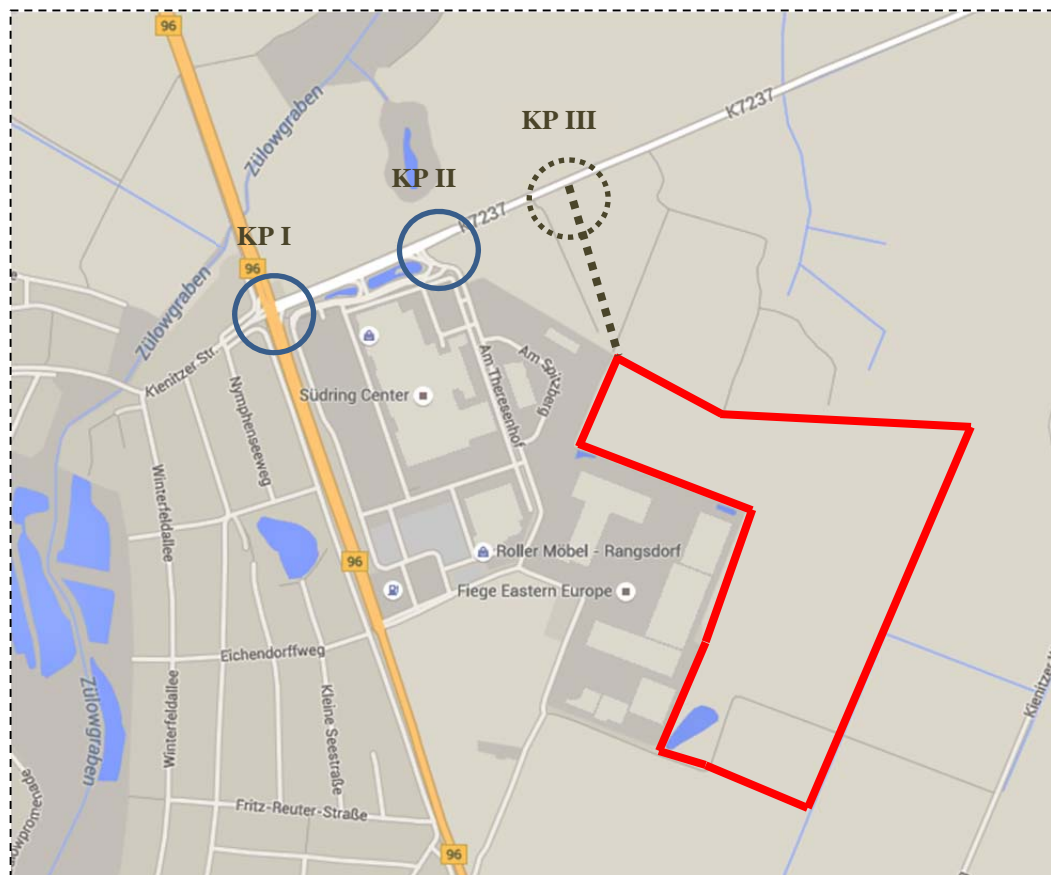 96
K7237
KP III
Zülowgraben
KP II
K7237
KP I
96
Zülowgraben
Kienitzer Str.
Am Spitzberg
Am Theresenhof
Südring Center
Nymphenseeweg
Winterfeldallee
Roller Möbel - Rangsdorf
96
Fiege Eastern Europe
Eichendorffweg
Zülowgraben
Winterfeldallee
Kleine Seestraße
Kienitzer
Fritz-Reuter-Straße
96